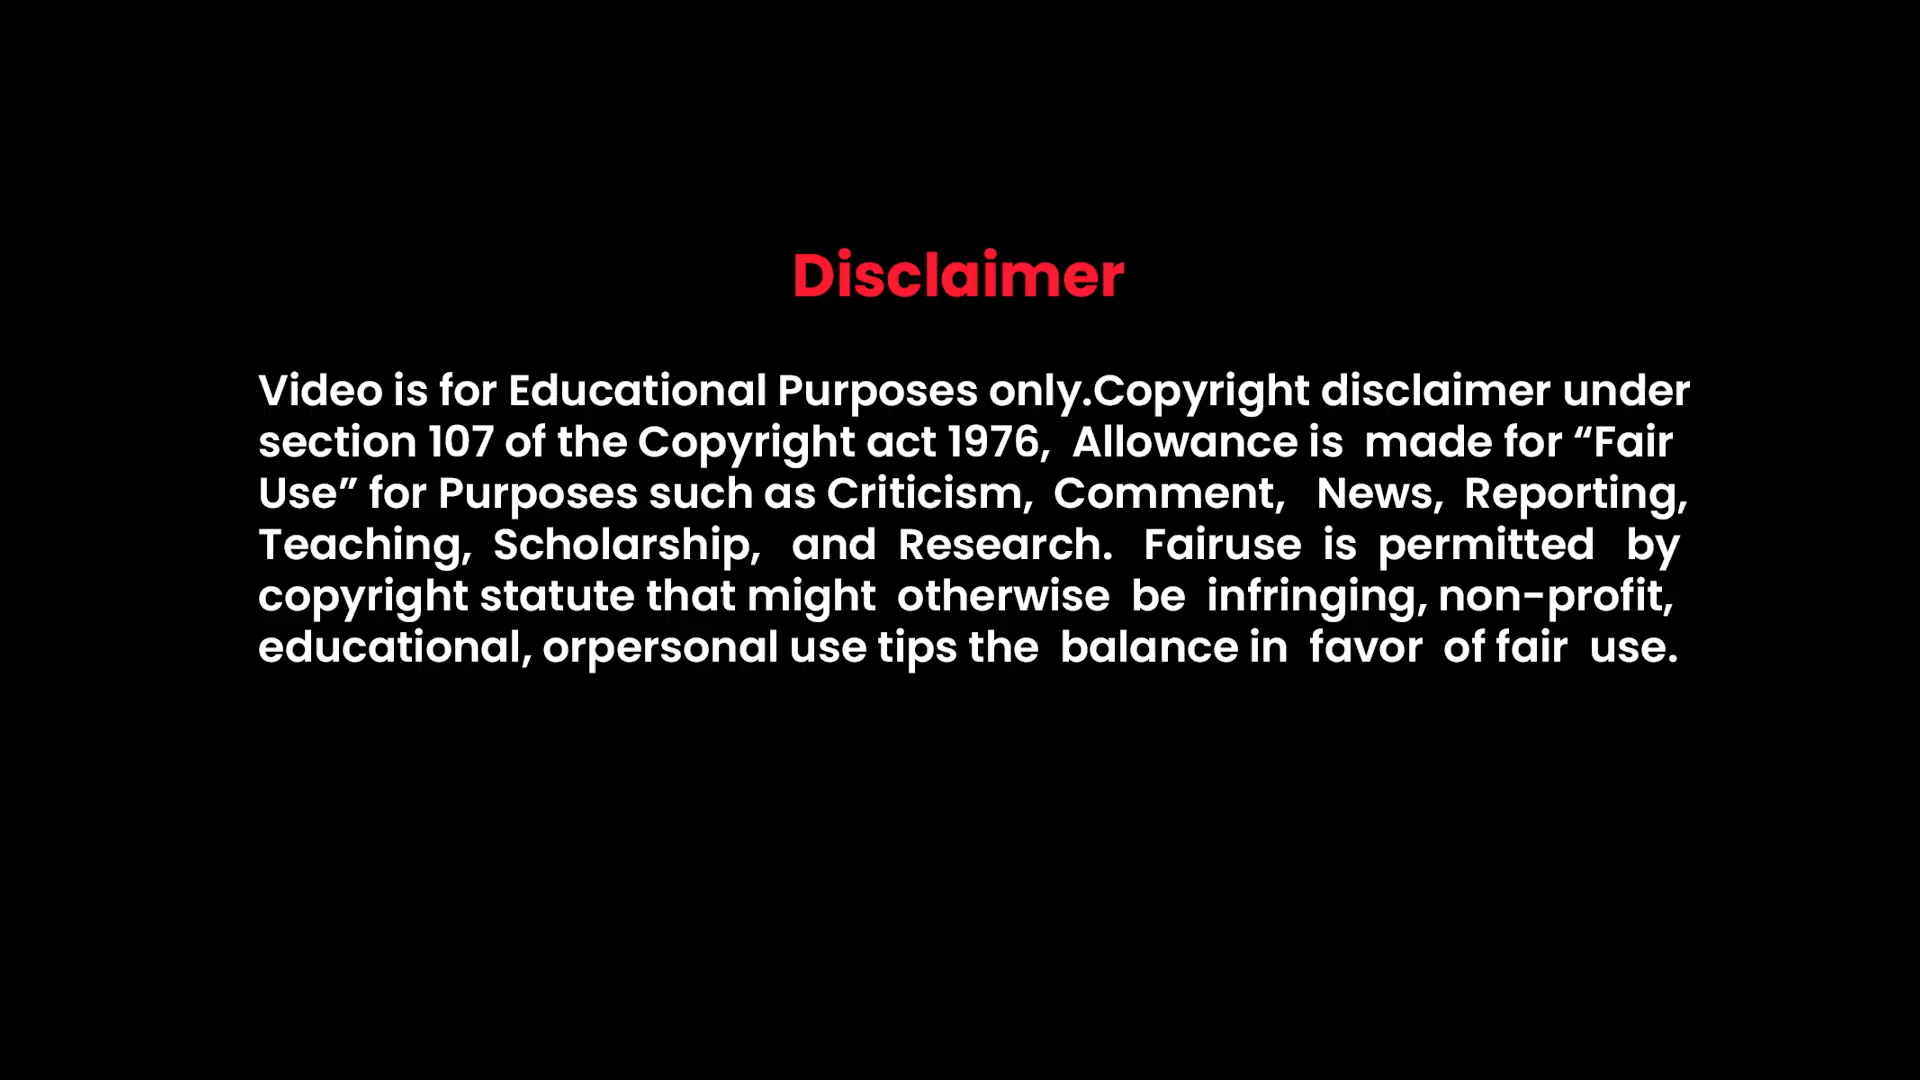 Disclaimer
Video is for Educational Purposes only.Copyright disclaimer under
section 107 of the Copyright act 1976, Allowance is made for “Fair
Use” for Purposes such as Criticism, Comment, News, Reporting,
Teaching, Scholarship, and Research. Fairuse is permitted by
copyright statute that might otherwise be infringing, non-profit,
educational, orpersonal use tips the balance in favor of fair use.